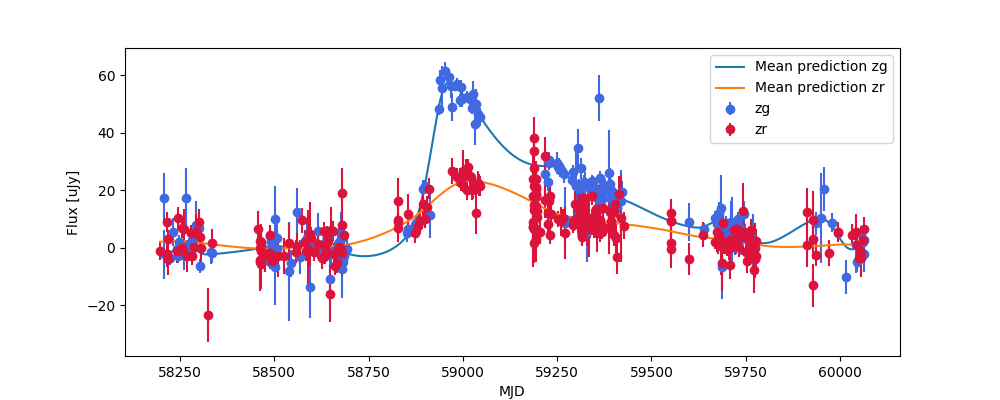 Mean prediction zg
Mean prediction zr
zg
zr
Flux [uJy]
60
40
20
0
−20
58250 58500 58750 59000 59250 59500 59750 60000
MJD